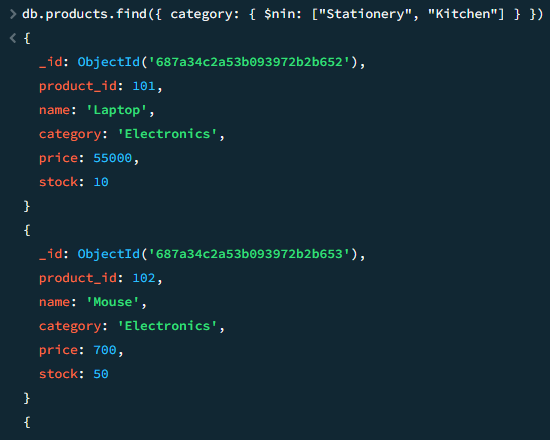 > db.products.find({ category: { $nin: ["Stationery", "Kitchen"] } })
< {
_id: ObjectId('687a34c2a53b093972b2b652'),
product_id: 101,
name: 'Laptop',
category: 'Electronics',
price: 55000,
stock: 10
}
{
_id: ObjectId('687a34c2a53b093972b2b653'),
product_id: 102,
name: 'Mouse',
category: 'Electronics',
price: 700,
stock: 50
}
{